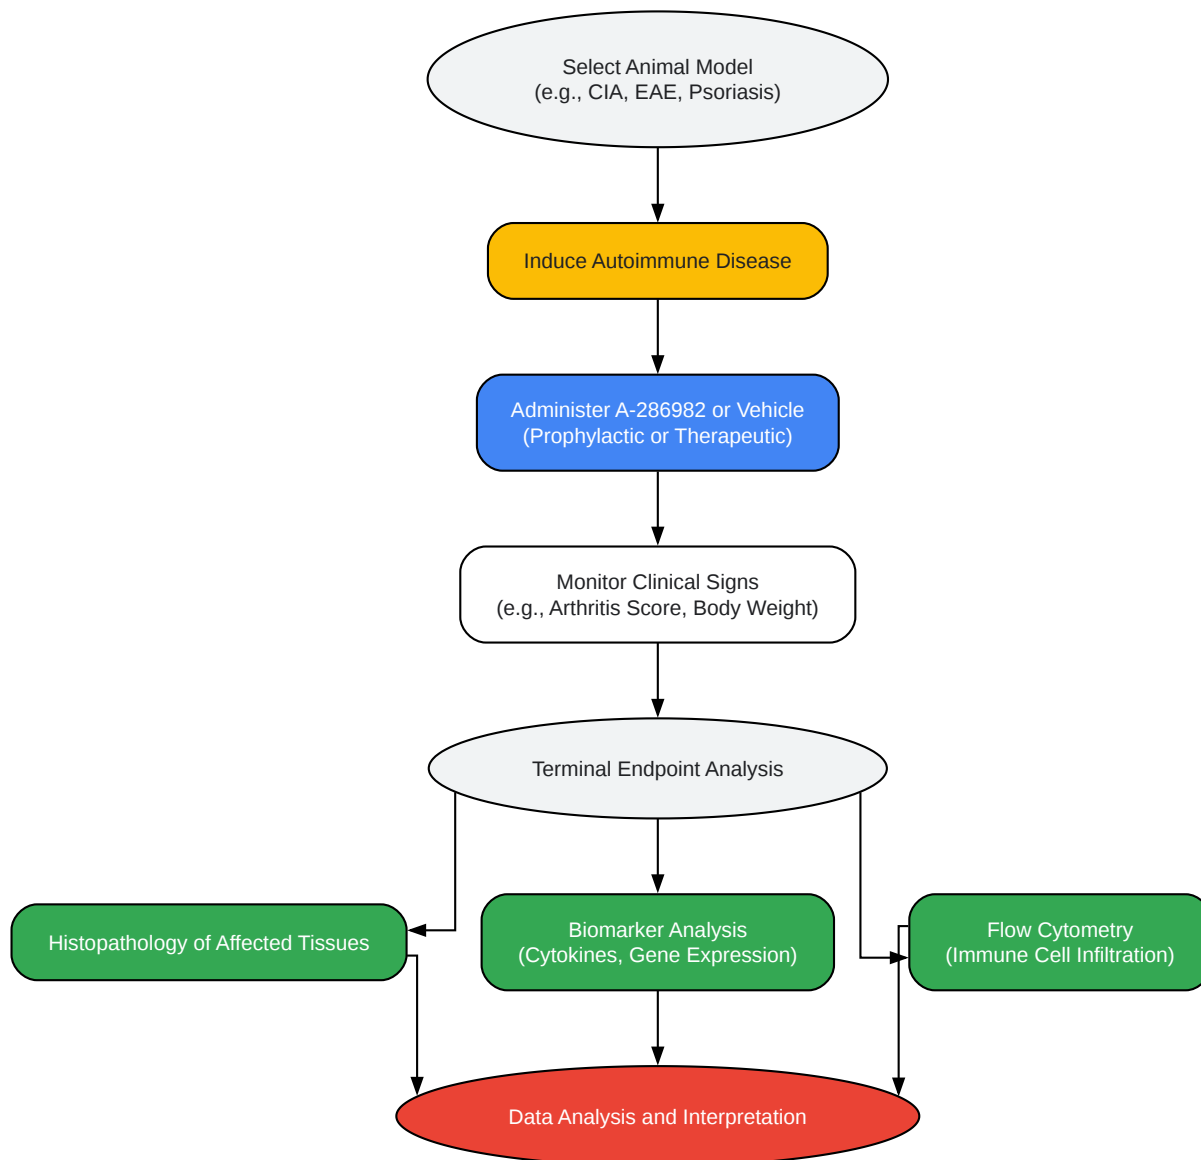 Select Animal Model
(e.g., CIA, EAE, Psoriasis)
Induce Autoimmune Disease
Administer A-286982 or Vehicle
(Prophylactic or Therapeutic)
Monitor Clinical Signs
(e.g., Arthritis Score, Body Weight)
Terminal Endpoint Analysis
Histopathology of Affected Tissues
Biomarker Analysis
(Cytokines, Gene Expression)
Flow Cytometry
(Immune Cell Infiltration)
Data Analysis and Interpretation